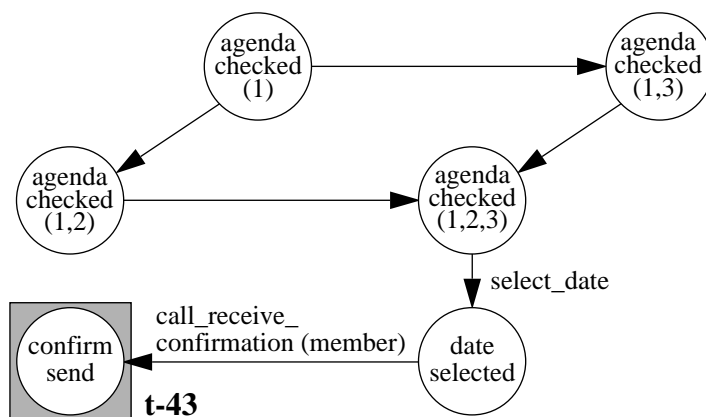 agenda
checked
(1)
agenda
checked
(1,3)
agenda
checked
(1,2)
agenda
checked
(1,2,3)
select_date
call_receive_
confirmation (member)
confirm
send
date
selected
t-43